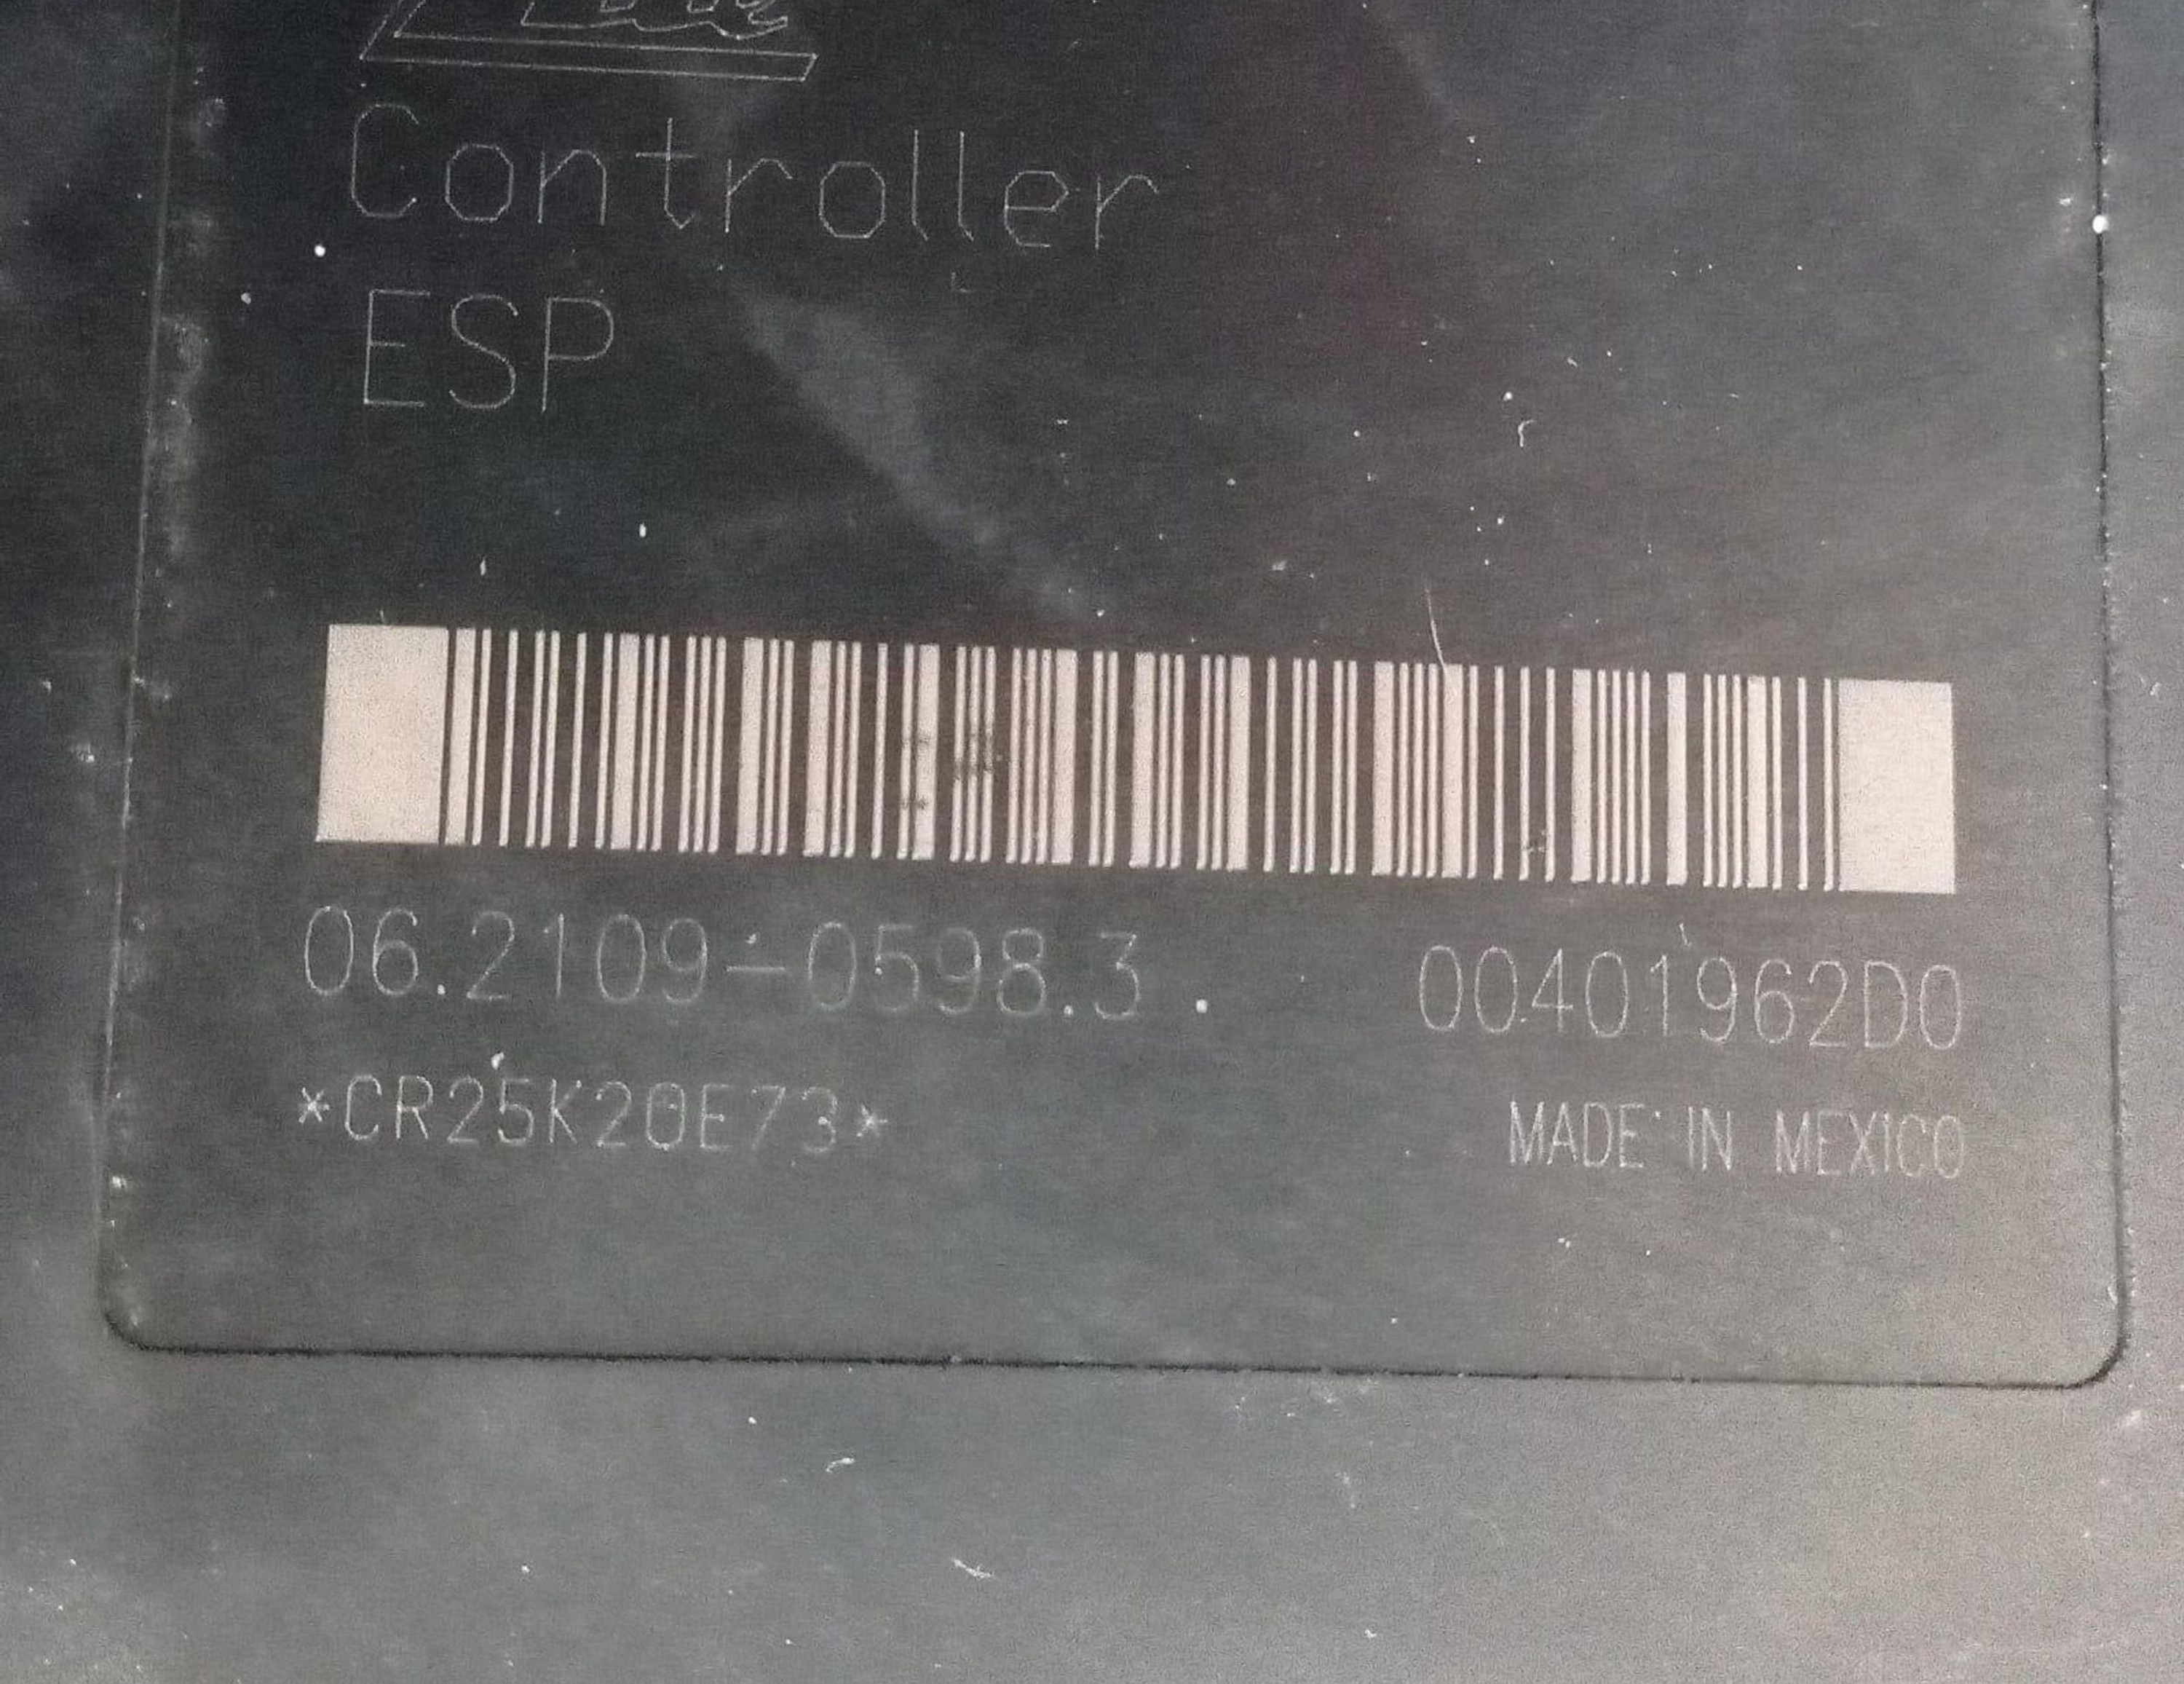 Controller
ESP
06.2109-0598.3 00401962D0
*CR25K20E73*
MADE IN MEXICO